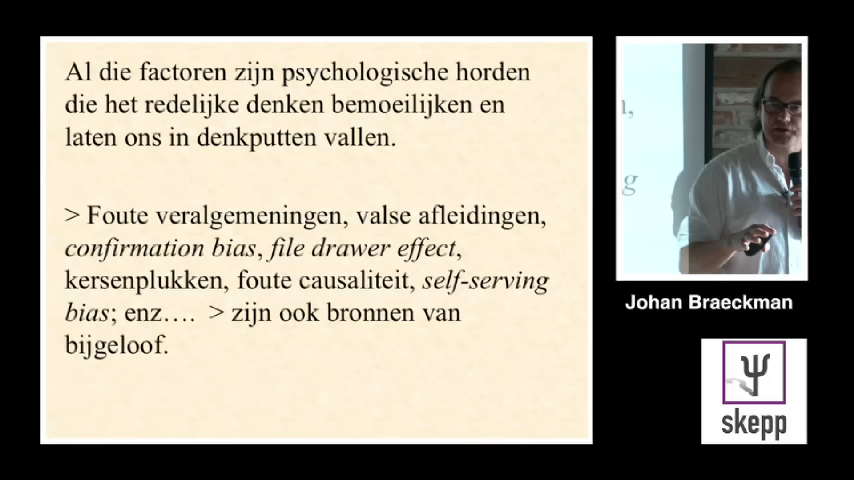 Al die factoren zijn psychologische horden
die het redelijke denken bemoeilijken en
laten ons in denkputten vallen.
> Foute veralgemeningen, valse afleidingen,
confirmation bias, file drawer effect,
kersenplukken, foute causaliteit, self-serving
bias; enz.... > zijn ook bronnen van
bijgeloof.
n,
g
Johan Braeckman
Ψ
skepp